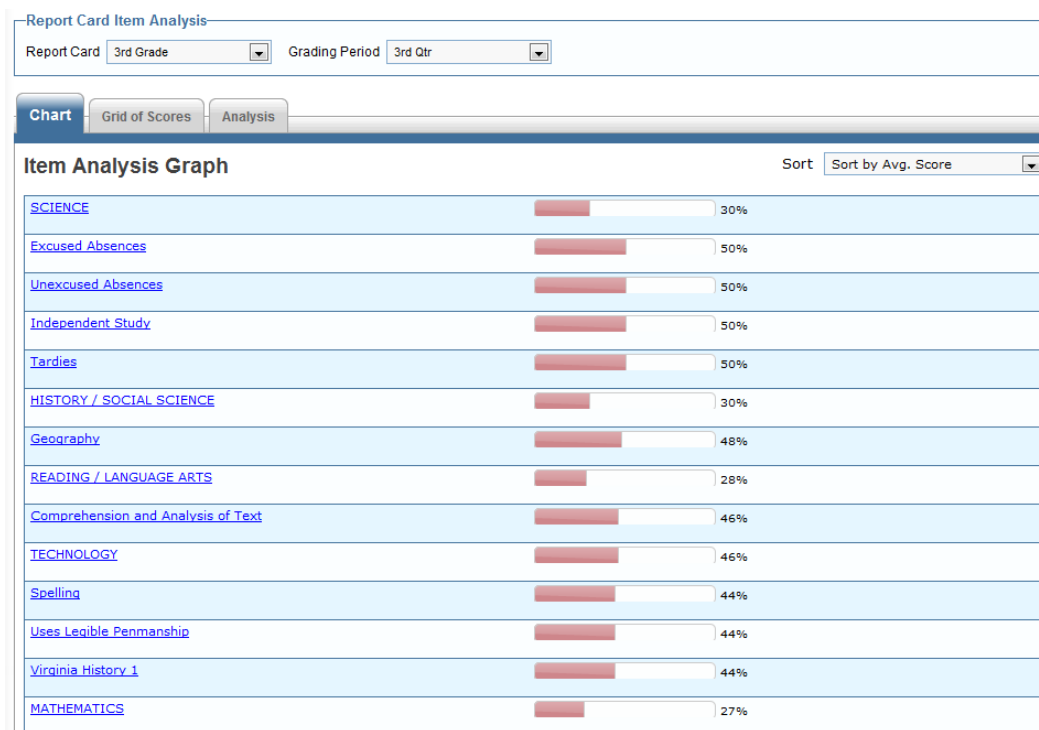 Report Card Item Analysis
Report Card 3rd Grade Grading Period 3rd Qtr
Chart Grid of Scores Analysis
Item Analysis Graph Sort Sort by Avg. Score
SCIENCE 30%
Excused Absences 50%
Unexcused Absences 50%
Independent Study 50%
Tardies 50%
HISTORY / SOCIAL SCIENCE 30%
Geography 48%
READING / LANGUAGE ARTS 28%
Comprehension and Analysis of Text 46%
TECHNOLOGY 46%
Spelling 44%
Uses Legible Penmanship 44%
Virginia History 1 44%
MATHEMATICS 27%